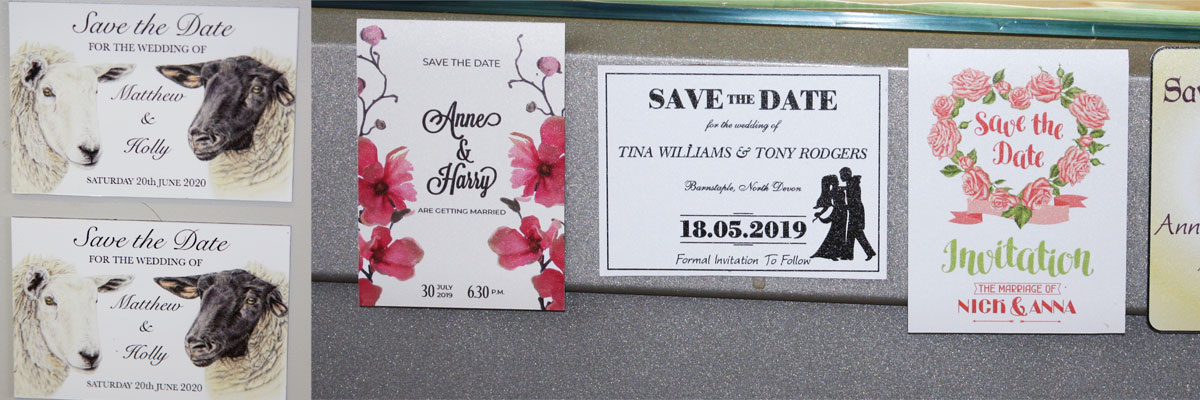 Save the Date
FOR THE WEDDING OF
Matthew
&
Holly
SATURDAY 20th JUNE 2020
Save the Date
FOR THE WEDDING OF
Matthew
&
Holly
SATURDAY 20th JUNE 2020
SAVE THE DATE
Anne
&
Harry
ARE GETTING MARRIED
30 JULY 2019 6.30 P.M.
SAVE THE DATE
for the wedding of
TINA WILLIAMS & TONY RODGERS
Barnstaple, North Devon
18.05.2019
Formal Invitation To Follow
Save the
Date
Invitation
THE MARRIAGE OF
NICK & ANNA